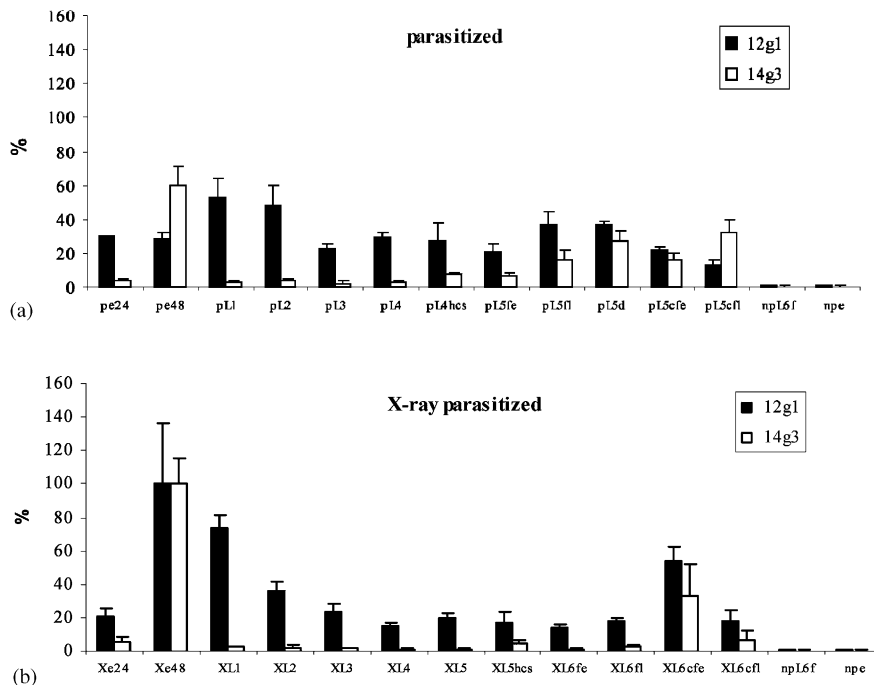 parasitized
12g1
14g3
160
140
120
100
80
60
40
20
0
%
pe24 pe48 pL1 pL2 pL3 pL4 pL4hcs pL5fe pL5fl pL5d pL5cfe pL5cfl npL6f npe
(a)
X-ray parasitized
12g1
14g3
160
140
120
100
80
60
40
20
0
%
Xe24 Xe48 XL1 XL2 XL3 XL4 XL5 XL5hcs XL6fe XL6fl XL6cfe XL6cfl npL6f npe
(b)